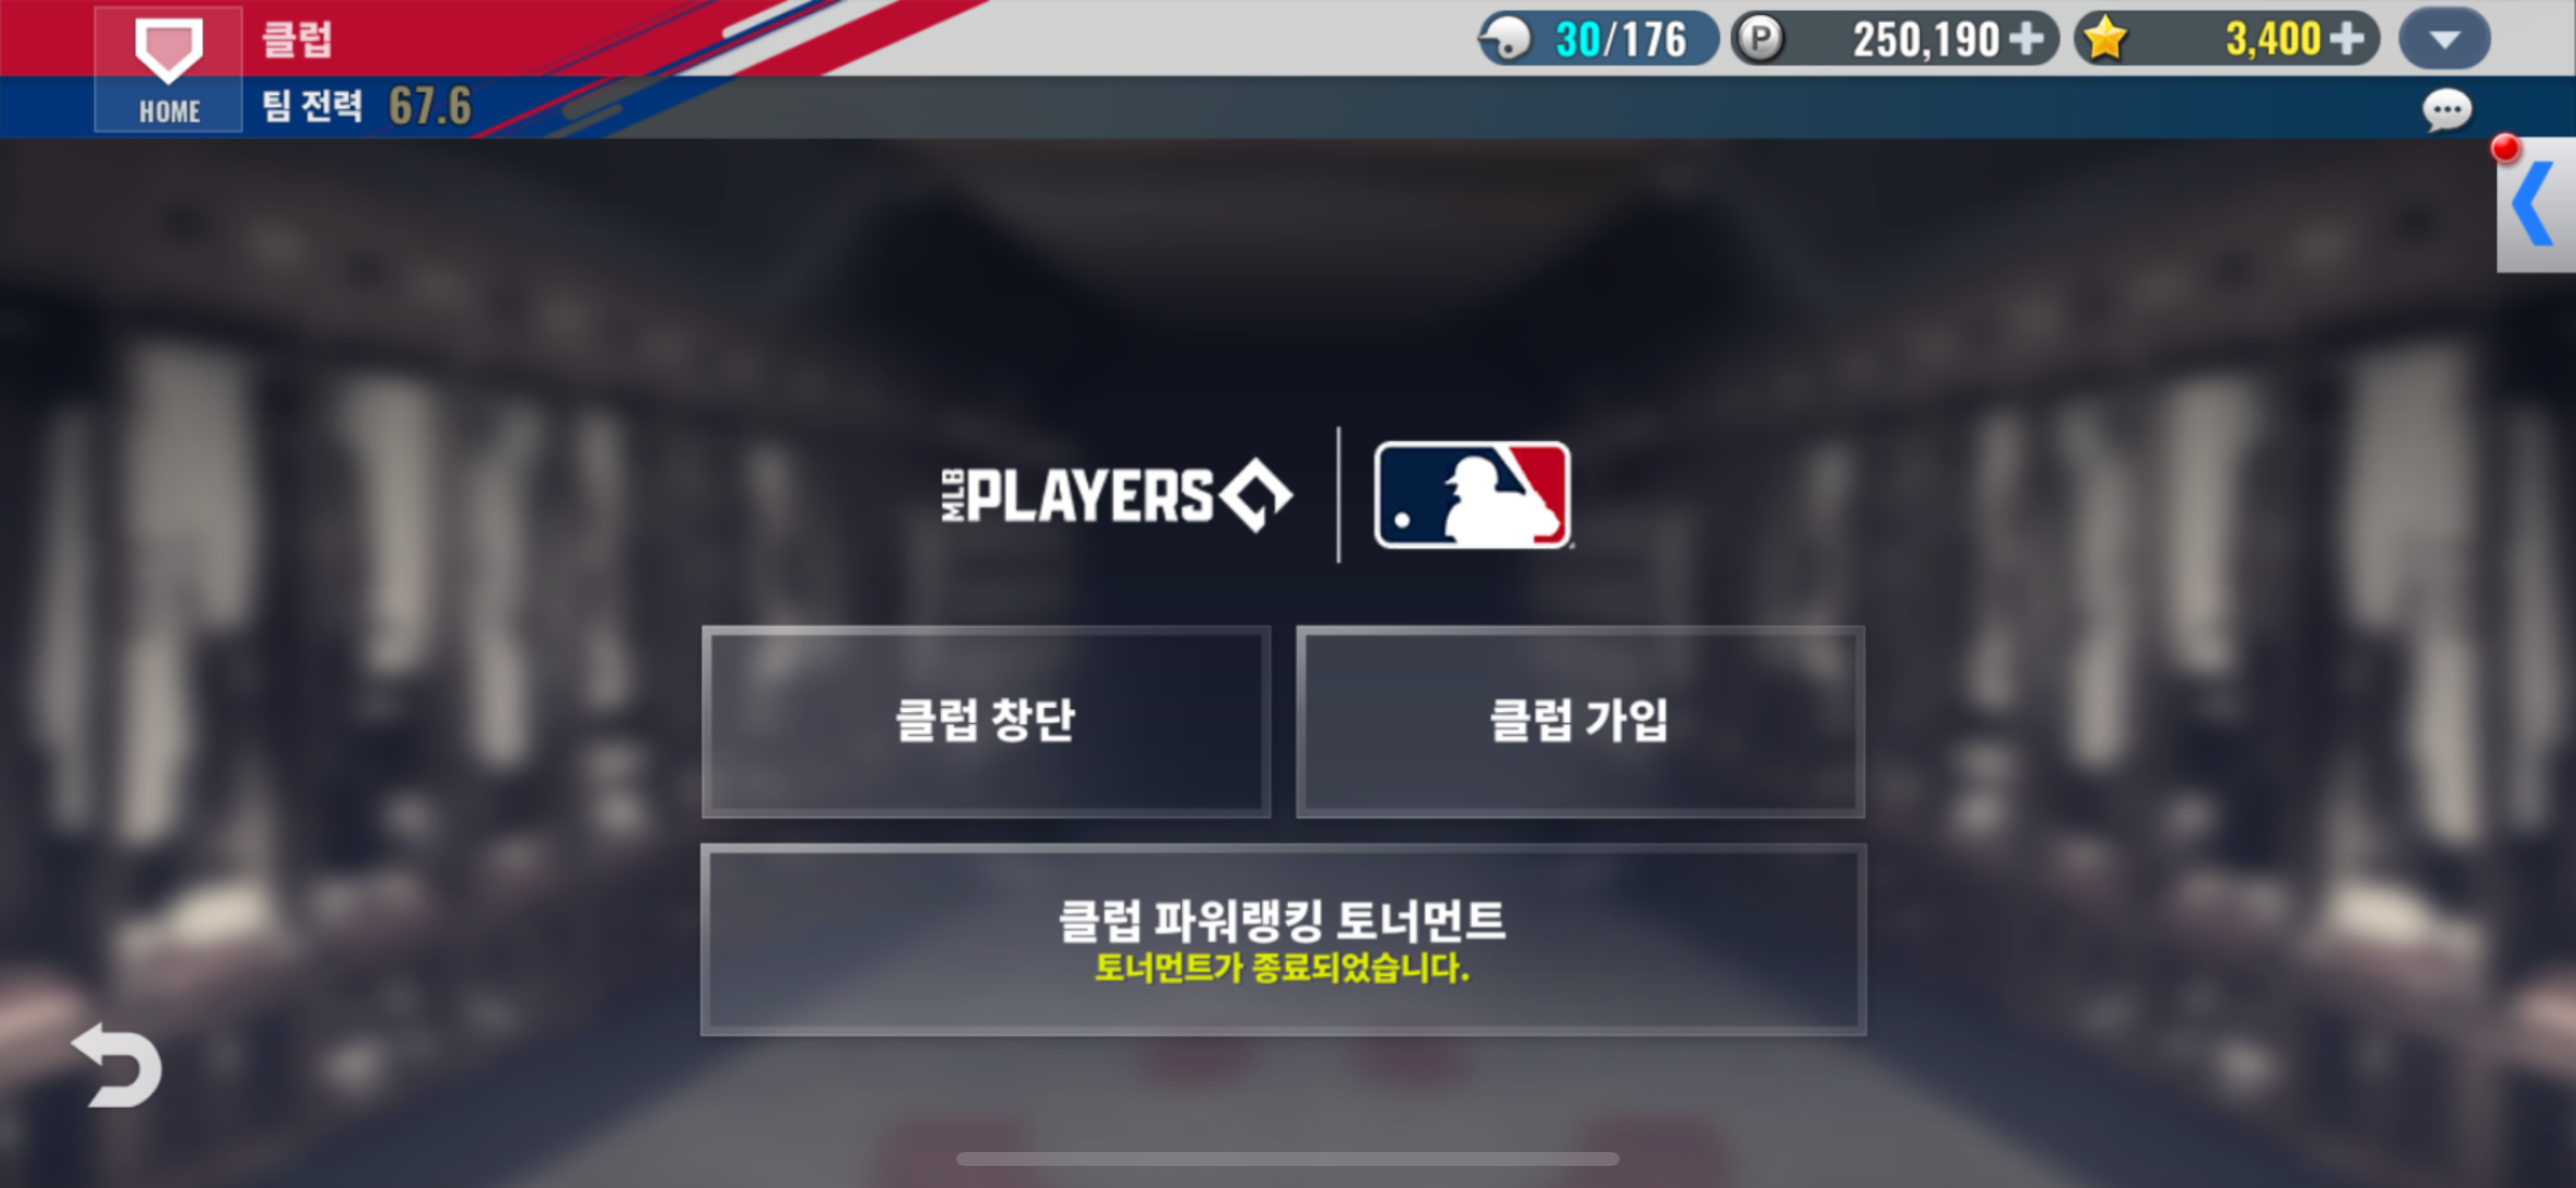 클럽
30/176
P
250,190
3,400
HOME
팀 전력 67.6
MLB PLAYERS
클럽 창단
클럽 가입
클럽 파워랭킹 토너먼트
토너먼트가 종료되었습니다.